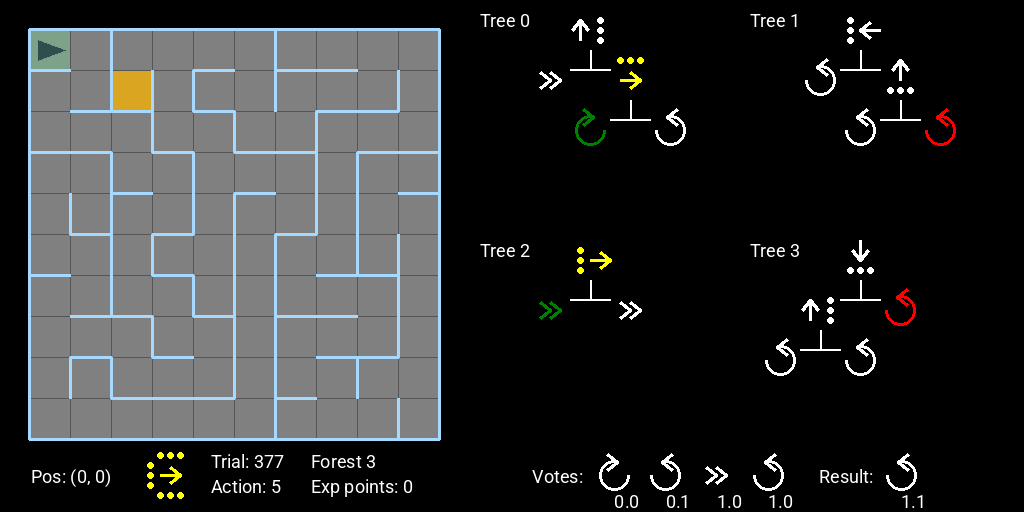 Tree 0
Tree 1
Tree 2
Tree 3
Pos: (0, 0)
Trial: 377
Forest 3
Action: 5
Exp points: 0
Votes:
0.0
0.1
1.0
1.0
Result:
1.1